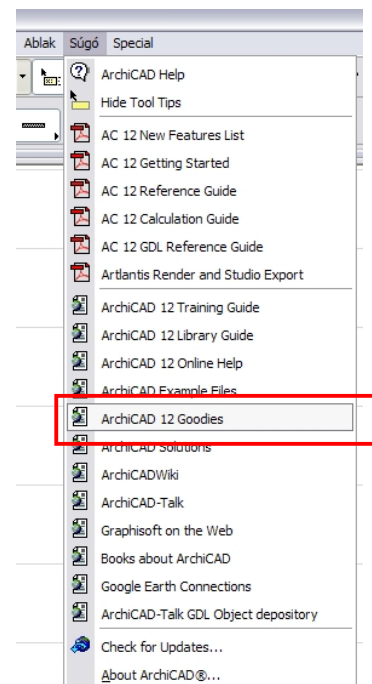 Ablak Súgó Special
ArchiCAD Help
Hide Tool Tips
AC 12 New Features List
AC 12 Getting Started
AC 12 Reference Guide
AC 12 Calculation Guide
AC 12 GDL Reference Guide
Artlantis Render and Studio Export
ArchiCAD 12 Training Guide
ArchiCAD 12 Library Guide
ArchiCAD 12 Online Help
ArchiCAD Example Files
ArchiCAD 12 Goodies
ArchiCAD Solutions
ArchiCADWiki
ArchiCAD-Talk
Graphisoft on the Web
Books about ArchiCAD
Google Earth Connections
ArchiCAD-Talk GDL Object depository
Check for Updates...
About ArchiCAD®...